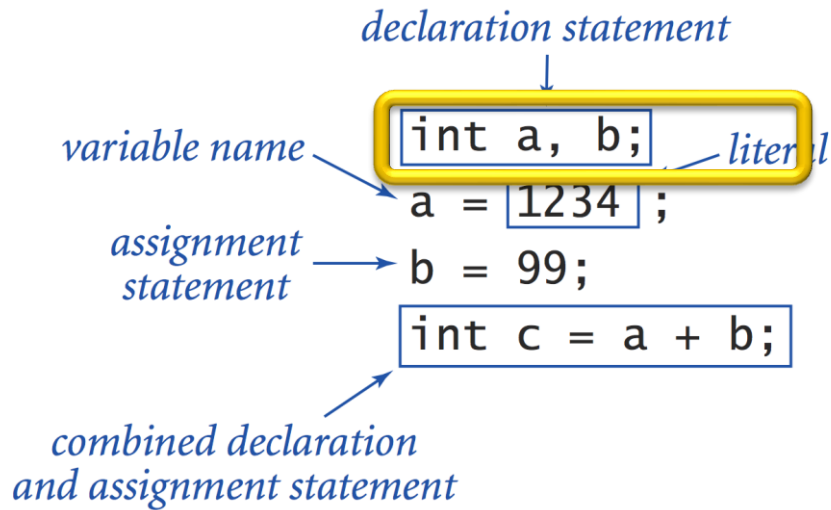 declaration statement
int a, b;
variable name
literal
a = 1234 ;
assignment
statement
b = 99;
int c = a + b;
combined declaration
and assignment statement